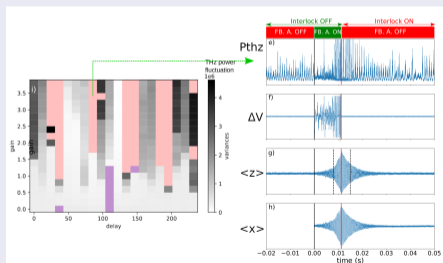 Interlock OFF
Interlock ON
FB. A. OFF
FB. A. ON
FB. A. OFF
THz power
fluctuation
1e6
i)
3.5
3.0
2.5
2.0
1.5
1.0
0.5
0.0
gain
0
50
100
150
200
delay
4
2
0
variances
Pthz
e)
ΔV
f)
<z>
g)
<x>
h)
−0.02
−0.01
0.00
0.01
0.02
0.03
0.04
0.05
time (s)